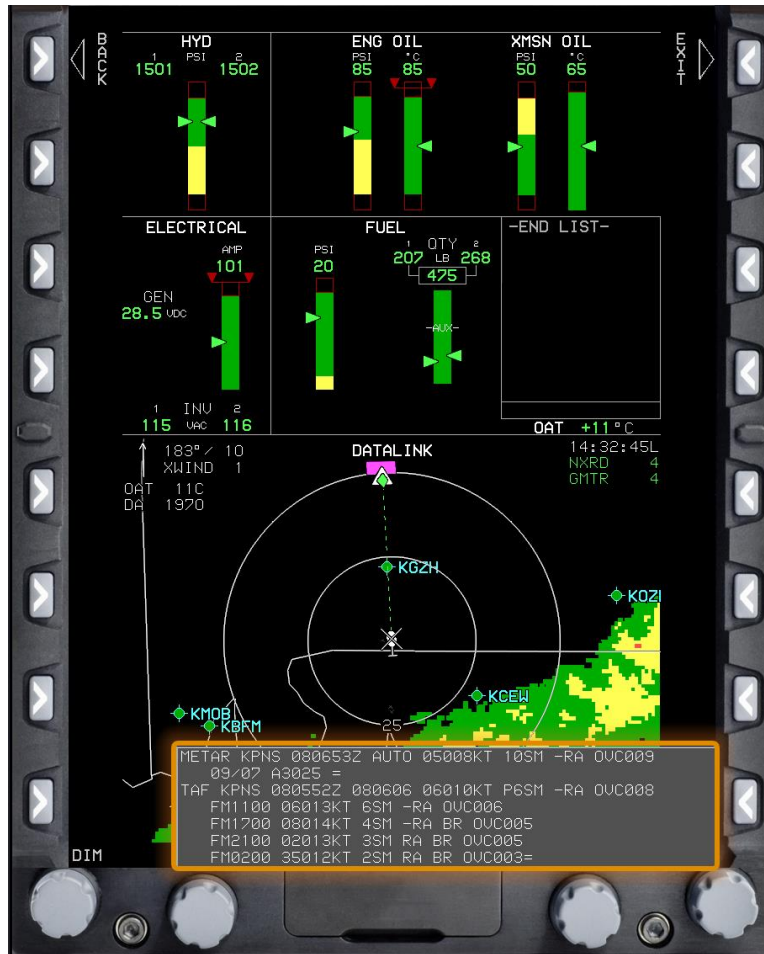 BACK
HYD
1 PSI 2
1501 1502
ENG OIL
PSI °C
85 85
XMSN OIL
PSI °C
50 65
EXIT
ELECTRICAL
AMP
101
GEN
28.5 VDC
1 INV 2
115 VAC 116
FUEL
PSI
20
1 QTY 2
207 LB 268
475
-AUX-
-END LIST-
OAT +11°C
183°/ 10
XWIND 1
OAT 11C
DA 1970
DATALINK
14:32:45L
NXRD 4
GMTR 4
KGZH
KCEW
KMOB
KBFM
25
METAR KPNS 080653Z AUTO 05008KT 10SM -RA OVC009
09/07 A3025 =
TAF KPNS 080552Z 080606 06010KT P6SM -RA OVC008
FM1100 06013KT 6SM -RA OVC006
FM1700 08014KT 4SM -RA BR OVC005
FM2100 02013KT 3SM RA BR OVC005
FM0200 35012KT 2SM RA BR OVC003=
DIM